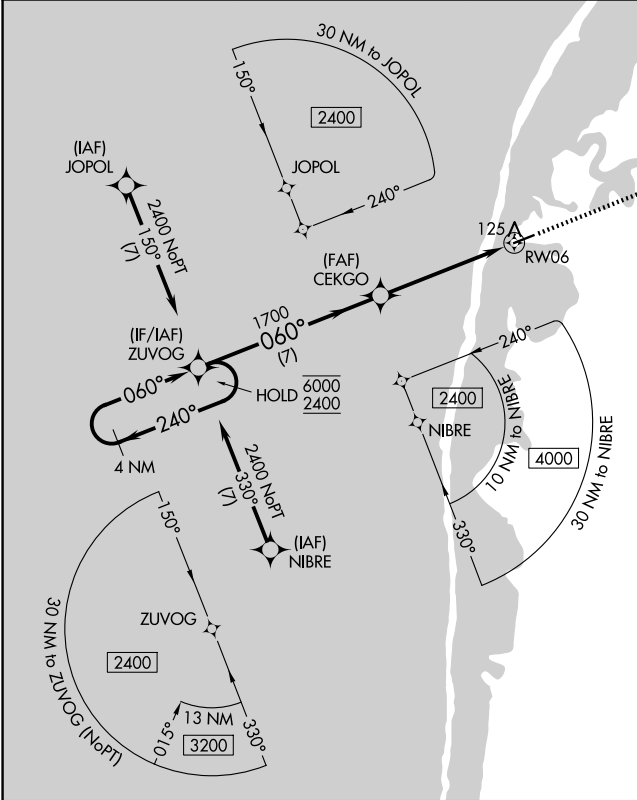 30 NM to JOPOL
150°
2400
JOPOL
240°
(IAF)
JOPOL
2400 NoPT
150°
(7)
125
RW06
(FAF)
CEKGO
1700
060°
(7)
(IF/IAF)
ZUVOG
060°
240°
HOLD 6000
2400
4 NM
240°
2400
NIBRE
10 NM to NIBRE
4000
30 NM to NIBRE
330°
2400 NoPT
330°
(7)
(IAF)
NIBRE
150°
ZUVOG
2400
30 NM to ZUVOG (NoPT)
13 NM
015°
3200
330°